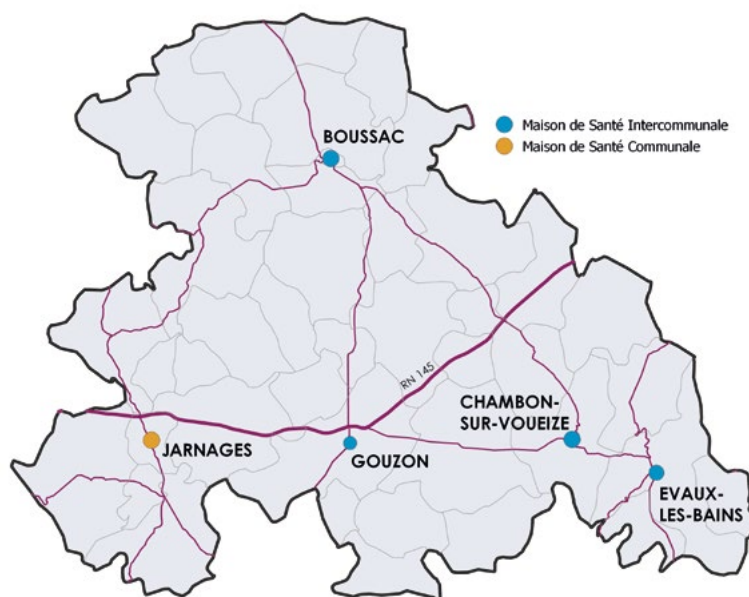 BOUSSAC
Maison de Santé Intercommunale
Maison de Santé Communale
RN 145
CHAMBON-
SUR-VOUEIZE
JARNAGES
GOUZON
EVAUX-
LES-BAINS